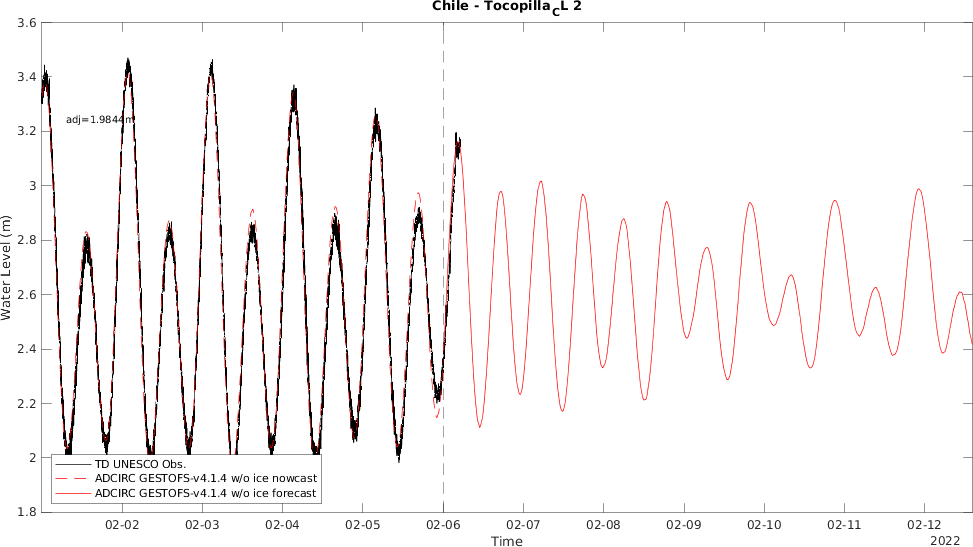 Chile - Tocopilla_CL 2
3.6
3.4
3.2
3
2.8
2.6
2.4
2.2
2
1.8
Water Level (m)
adj=1.9844m
TD UNESCO Obs.
ADCIRC GESTOFS-v4.1.4 w/o ice nowcast
ADCIRC GESTOFS-v4.1.4 w/o ice forecast
02-02 02-03 02-04 02-05 02-06 02-07 02-08 02-09 02-10 02-11 02-12
Time
2022